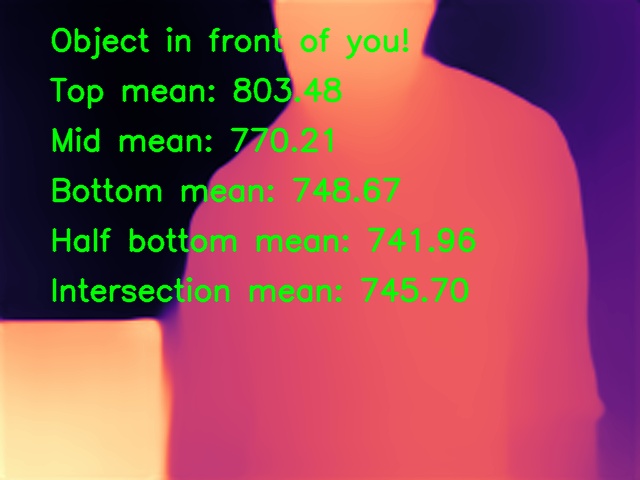 Object in front of you!
Top mean: 803.48
Mid mean: 770.21
Bottom mean: 748.67
Half bottom mean: 741.96
Intersection mean: 745.70